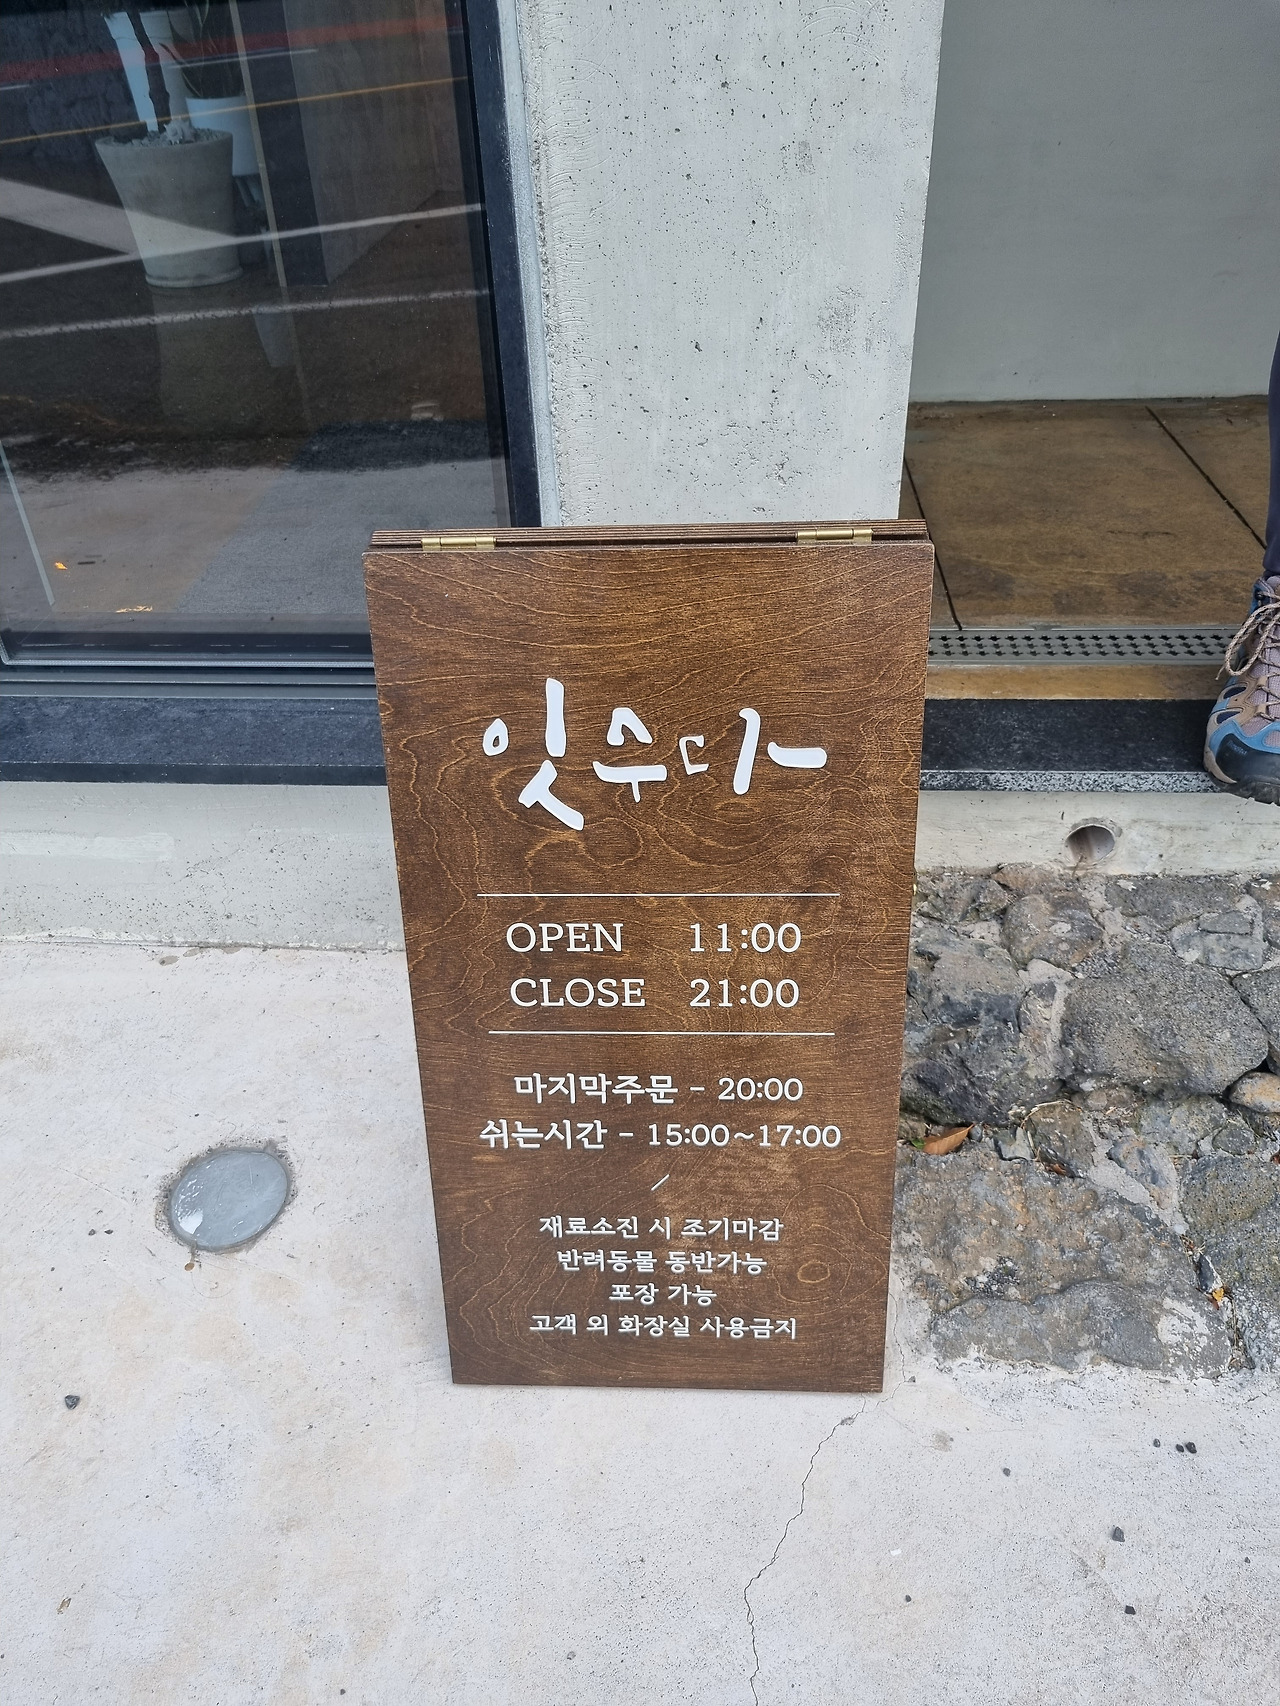 잇수다
OPEN 11:00
CLOSE 21:00
마지막주문 - 20:00
쉬는시간 - 15:00~17:00
/
재료소진 시 조기마감
반려동물 동반가능
포장 가능
고객 외 화장실 사용금지